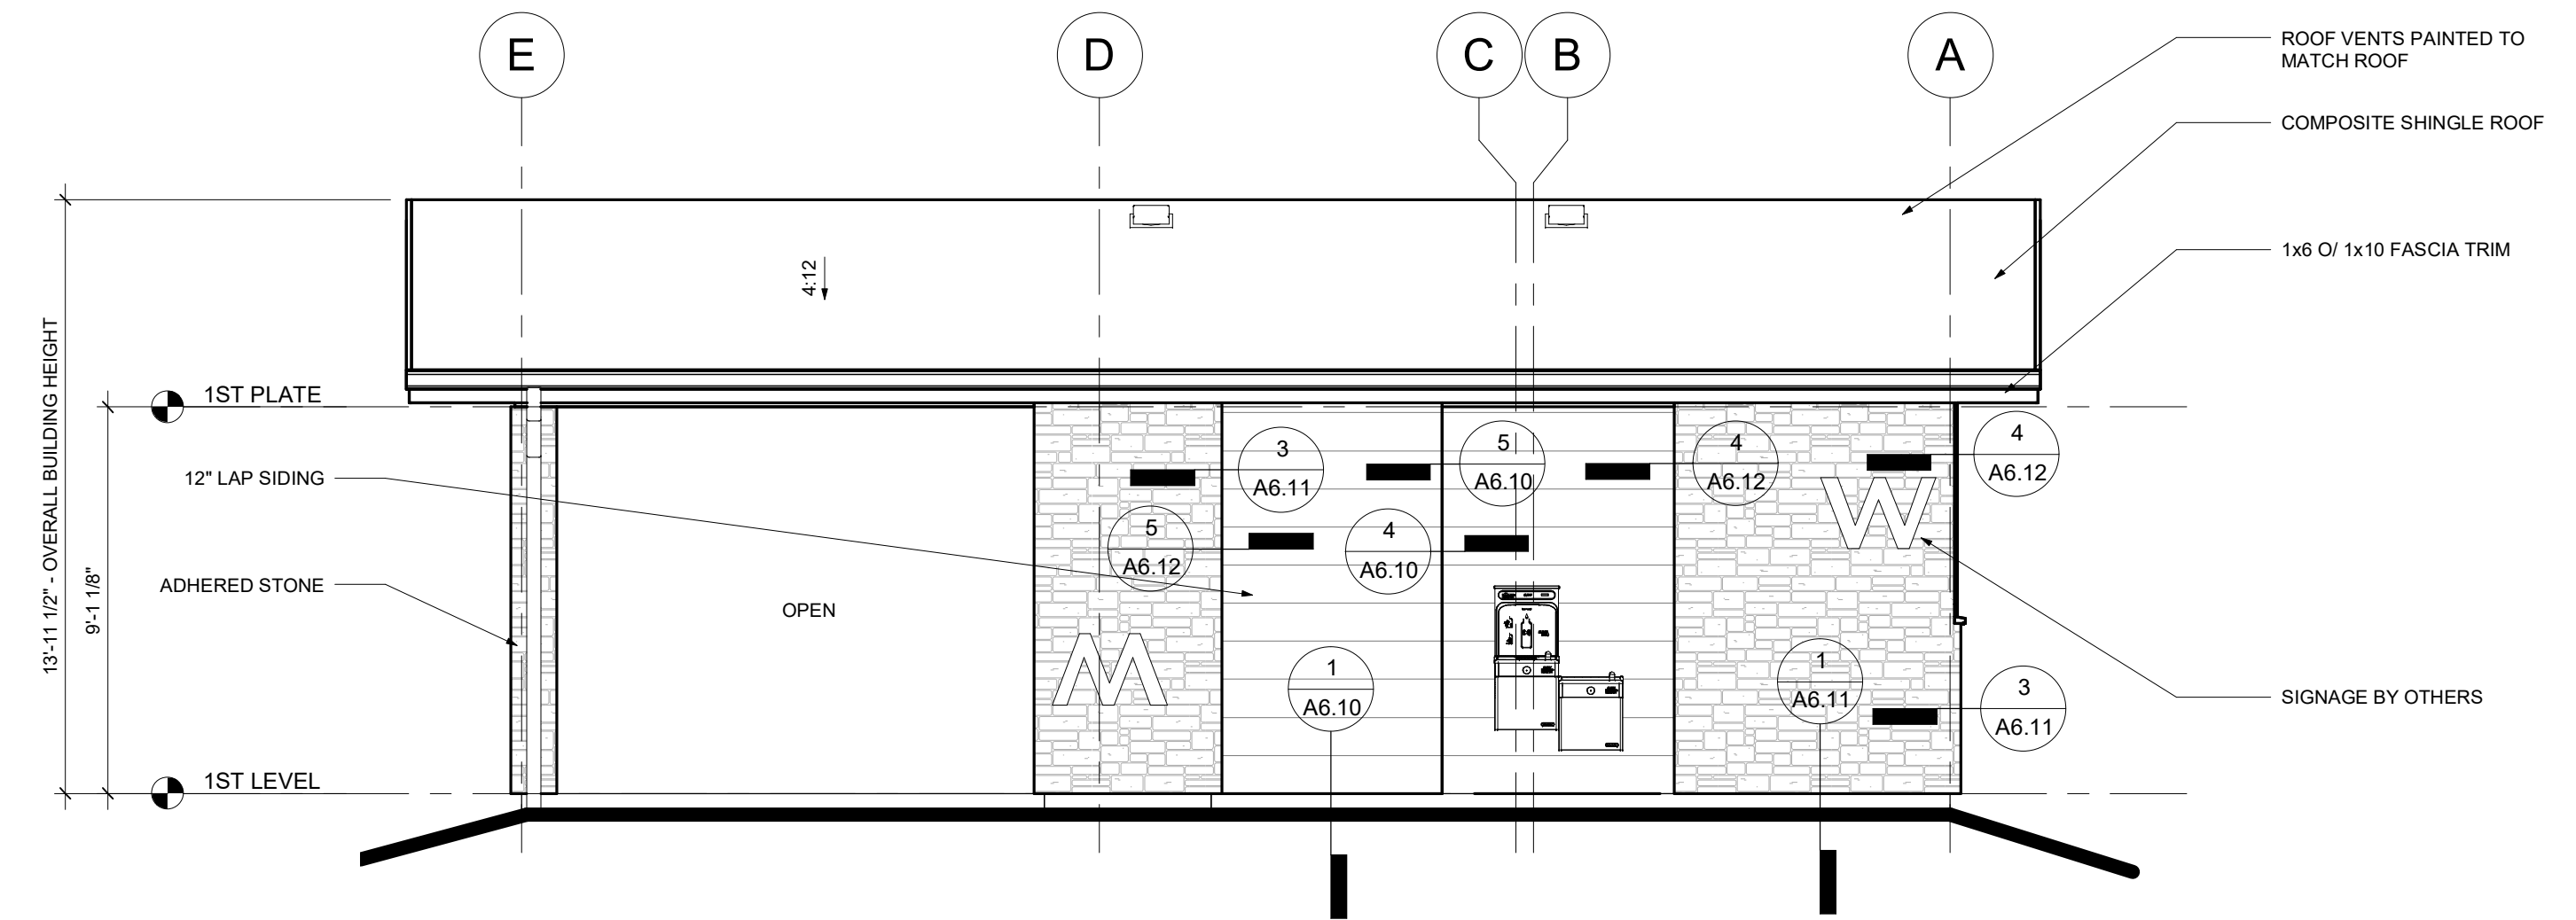 E
D
C
B
A
ROOF VENTS PAINTED TO
MATCH ROOF
COMPOSITE SHINGLE ROOF
1x6 O/ 1x10 FASCIA TRIM
4:12
13'-11 1/2" - OVERALL BUILDING HEIGHT
9'-1 1/8"
1ST PLATE
12" LAP SIDING
ADHERED STONE
1ST LEVEL
OPEN
3
A6.11
5
A6.10
4
A6.12
4
A6.12
5
A6.12
4
A6.10
W
M
1
A6.10
1
A6.11
3
A6.11
SIGNAGE BY OTHERS